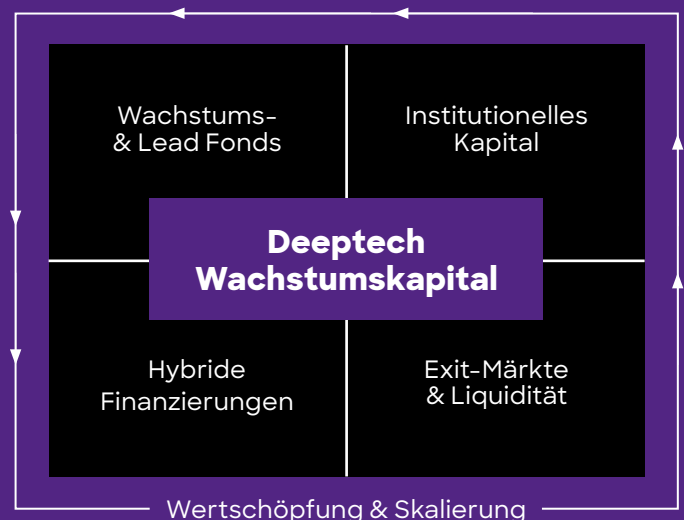 Wachstums-
& Lead Fonds
Institutionelles
Kapital
Deeptech
Wachstumskapital
Hybride
Finanzierungen
Exit-Märkte
& Liquidität
Wertschöpfung & Skalierung